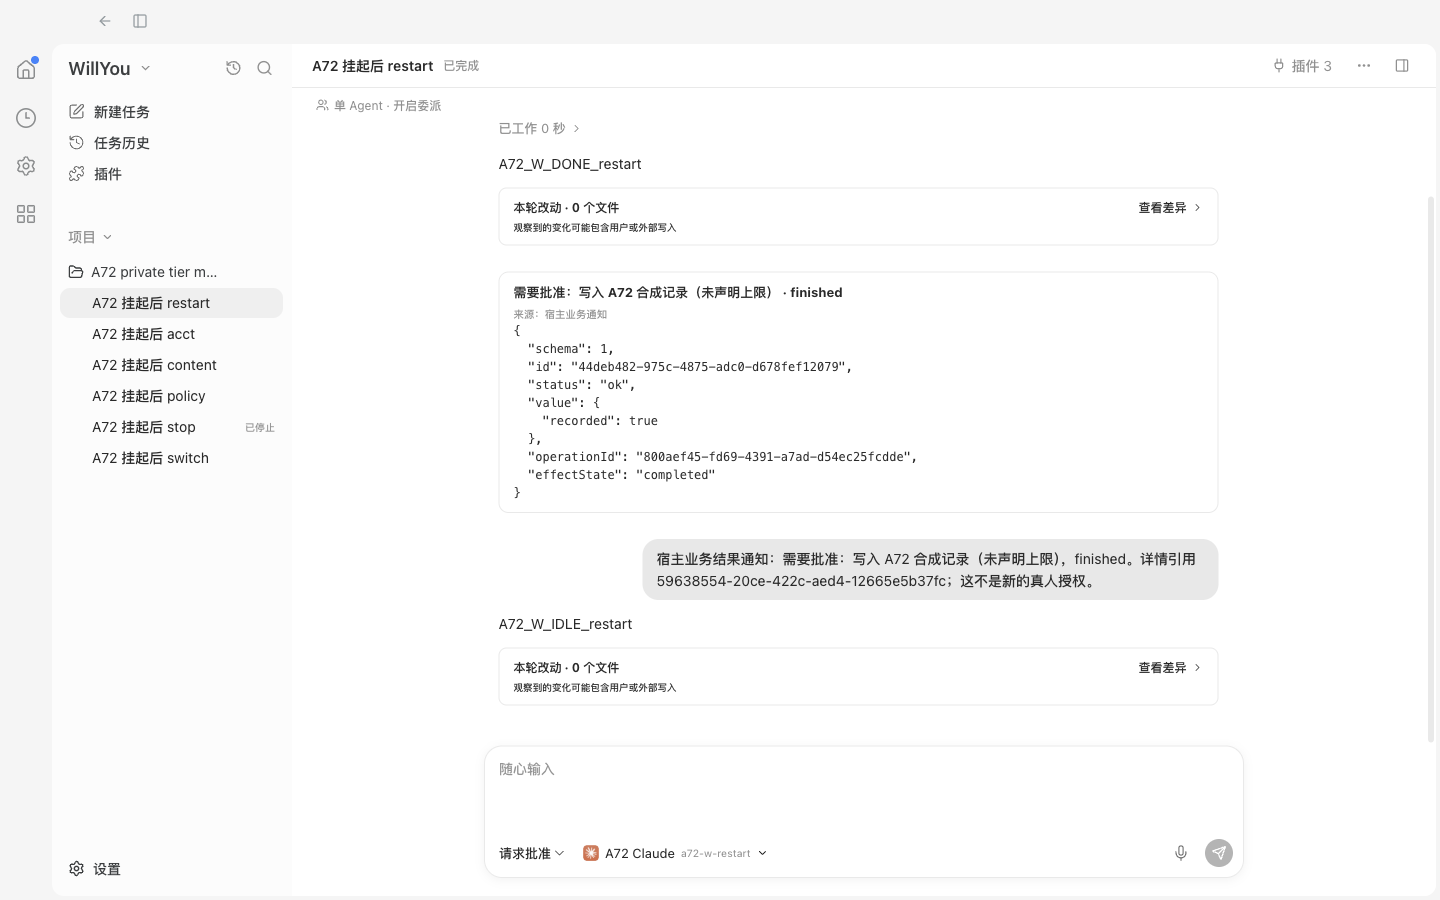 WillYou
新建任务
任务历史
插件
项目
A72 private tier m...
A72 挂起后 restart
A72 挂起后 acct
A72 挂起后 content
A72 挂起后 policy
A72 挂起后 stop 已停止
A72 挂起后 switch
设置
A72 挂起后 restart 已完成
插件 3
单 Agent · 开启委派
已工作 0 秒
A72_W_DONE_restart
本轮改动 · 0 个文件 查看差异
观察到的变化可能包含用户或外部写入
需要批准：写入 A72 合成记录（未声明上限） · finished
来源：宿主业务通知
{
"schema": 1,
"id": "44deb482-975c-4875-adc0-d678fef12079",
"status": "ok",
"value": {
"recorded": true
},
"operationId": "800aef45-fd69-4391-a7ad-d54ec25fcdde",
"effectState": "completed"
}
宿主业务结果通知：需要批准：写入 A72 合成记录（未声明上限），finished。详情引用
59638554-20ce-422c-aed4-12665e5b37fc；这不是新的真人授权。
A72_W_IDLE_restart
本轮改动 · 0 个文件 查看差异
观察到的变化可能包含用户或外部写入
随心输入
请求批准 A72 Claude a72-w-restart